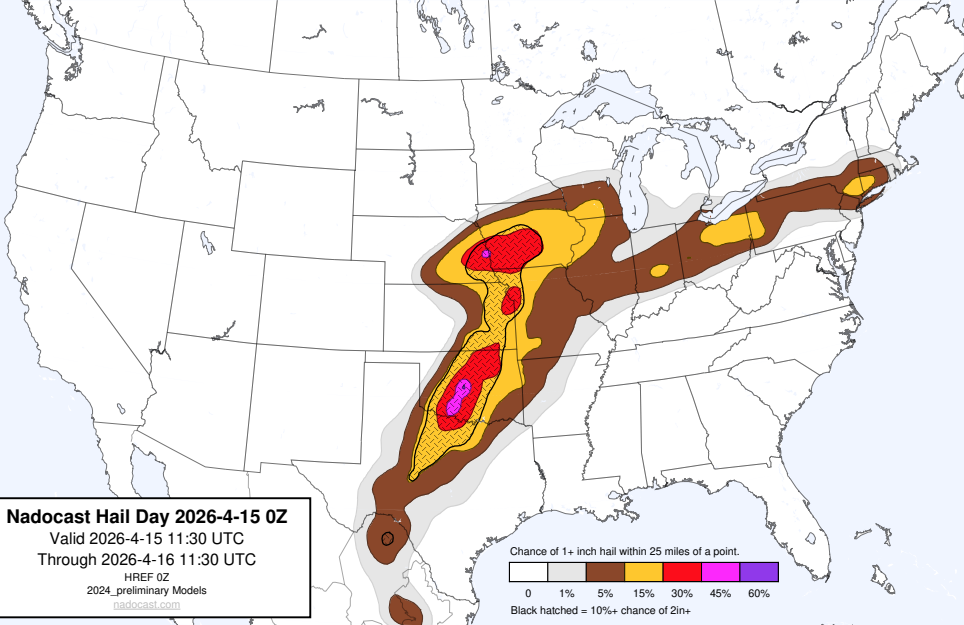 Nadocast Hail Day 2026-4-15 0Z
Valid 2026-4-15 11:30 UTC
Through 2026-4-16 11:30 UTC
HREF 0Z
2024_preliminary Models
nadocast.com
Chance of 1+ inch hail within 25 miles of a point.
0 1% 5% 15% 30% 45% 60%
Black hatched = 10%+ chance of 2in+